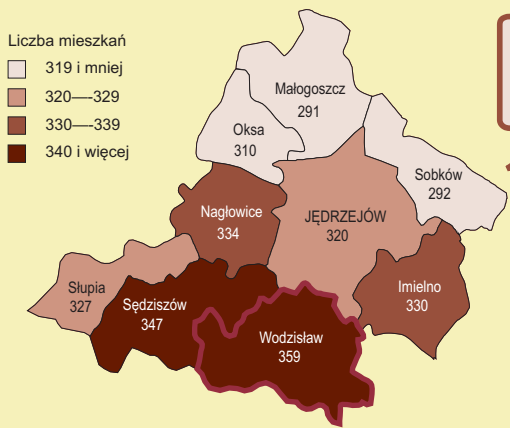 Liczba mieszkań
319 i mniej
320—-329
330—-339
340 i więcej
Małogoszcz
291
Oksa
310
Sobków
292
Nagłowice
334
JĘDRZEJÓW
320
Słupia
327
Sędziszów
347
Imielno
330
Wodzisław
359